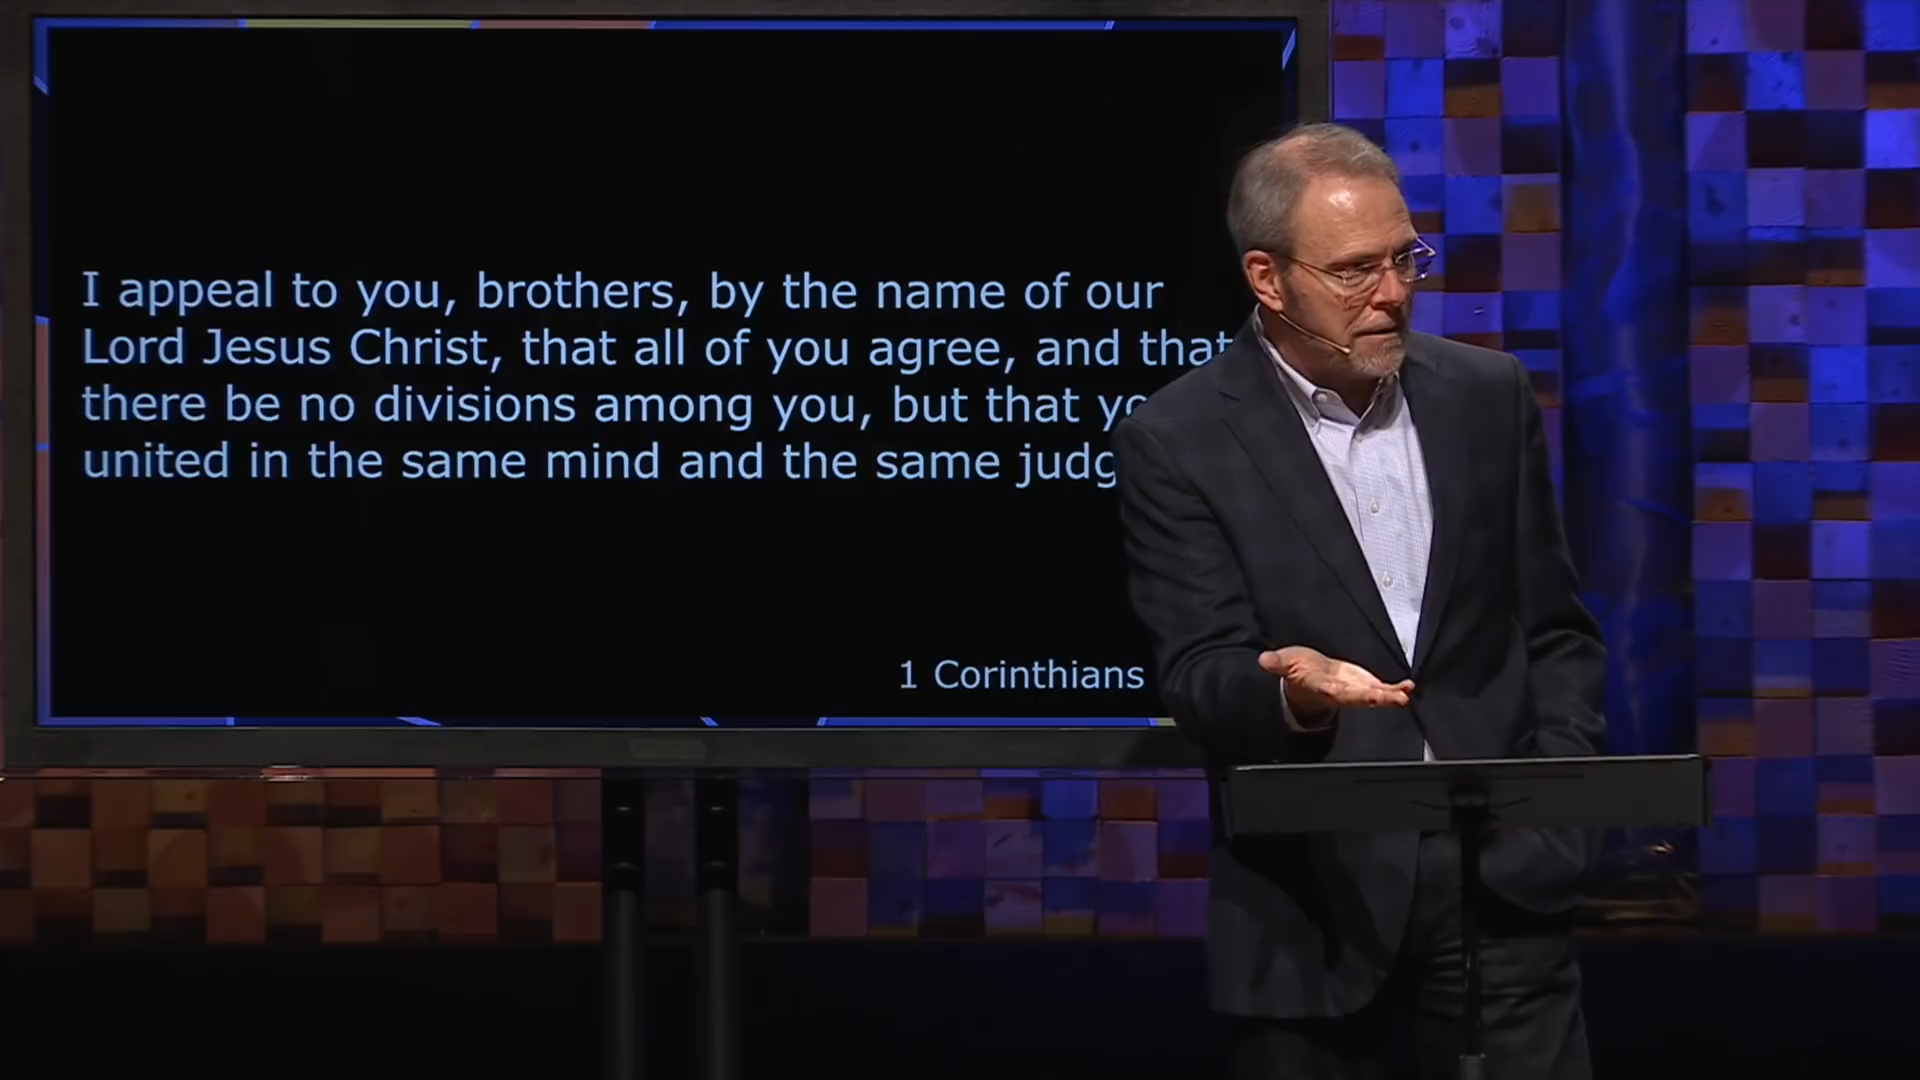 I appeal to you, brothers, by the name of our
Lord Jesus Christ, that all of you agree, and that
there be no divisions among you, but that
united in the same mind and the same
1 Corinthians